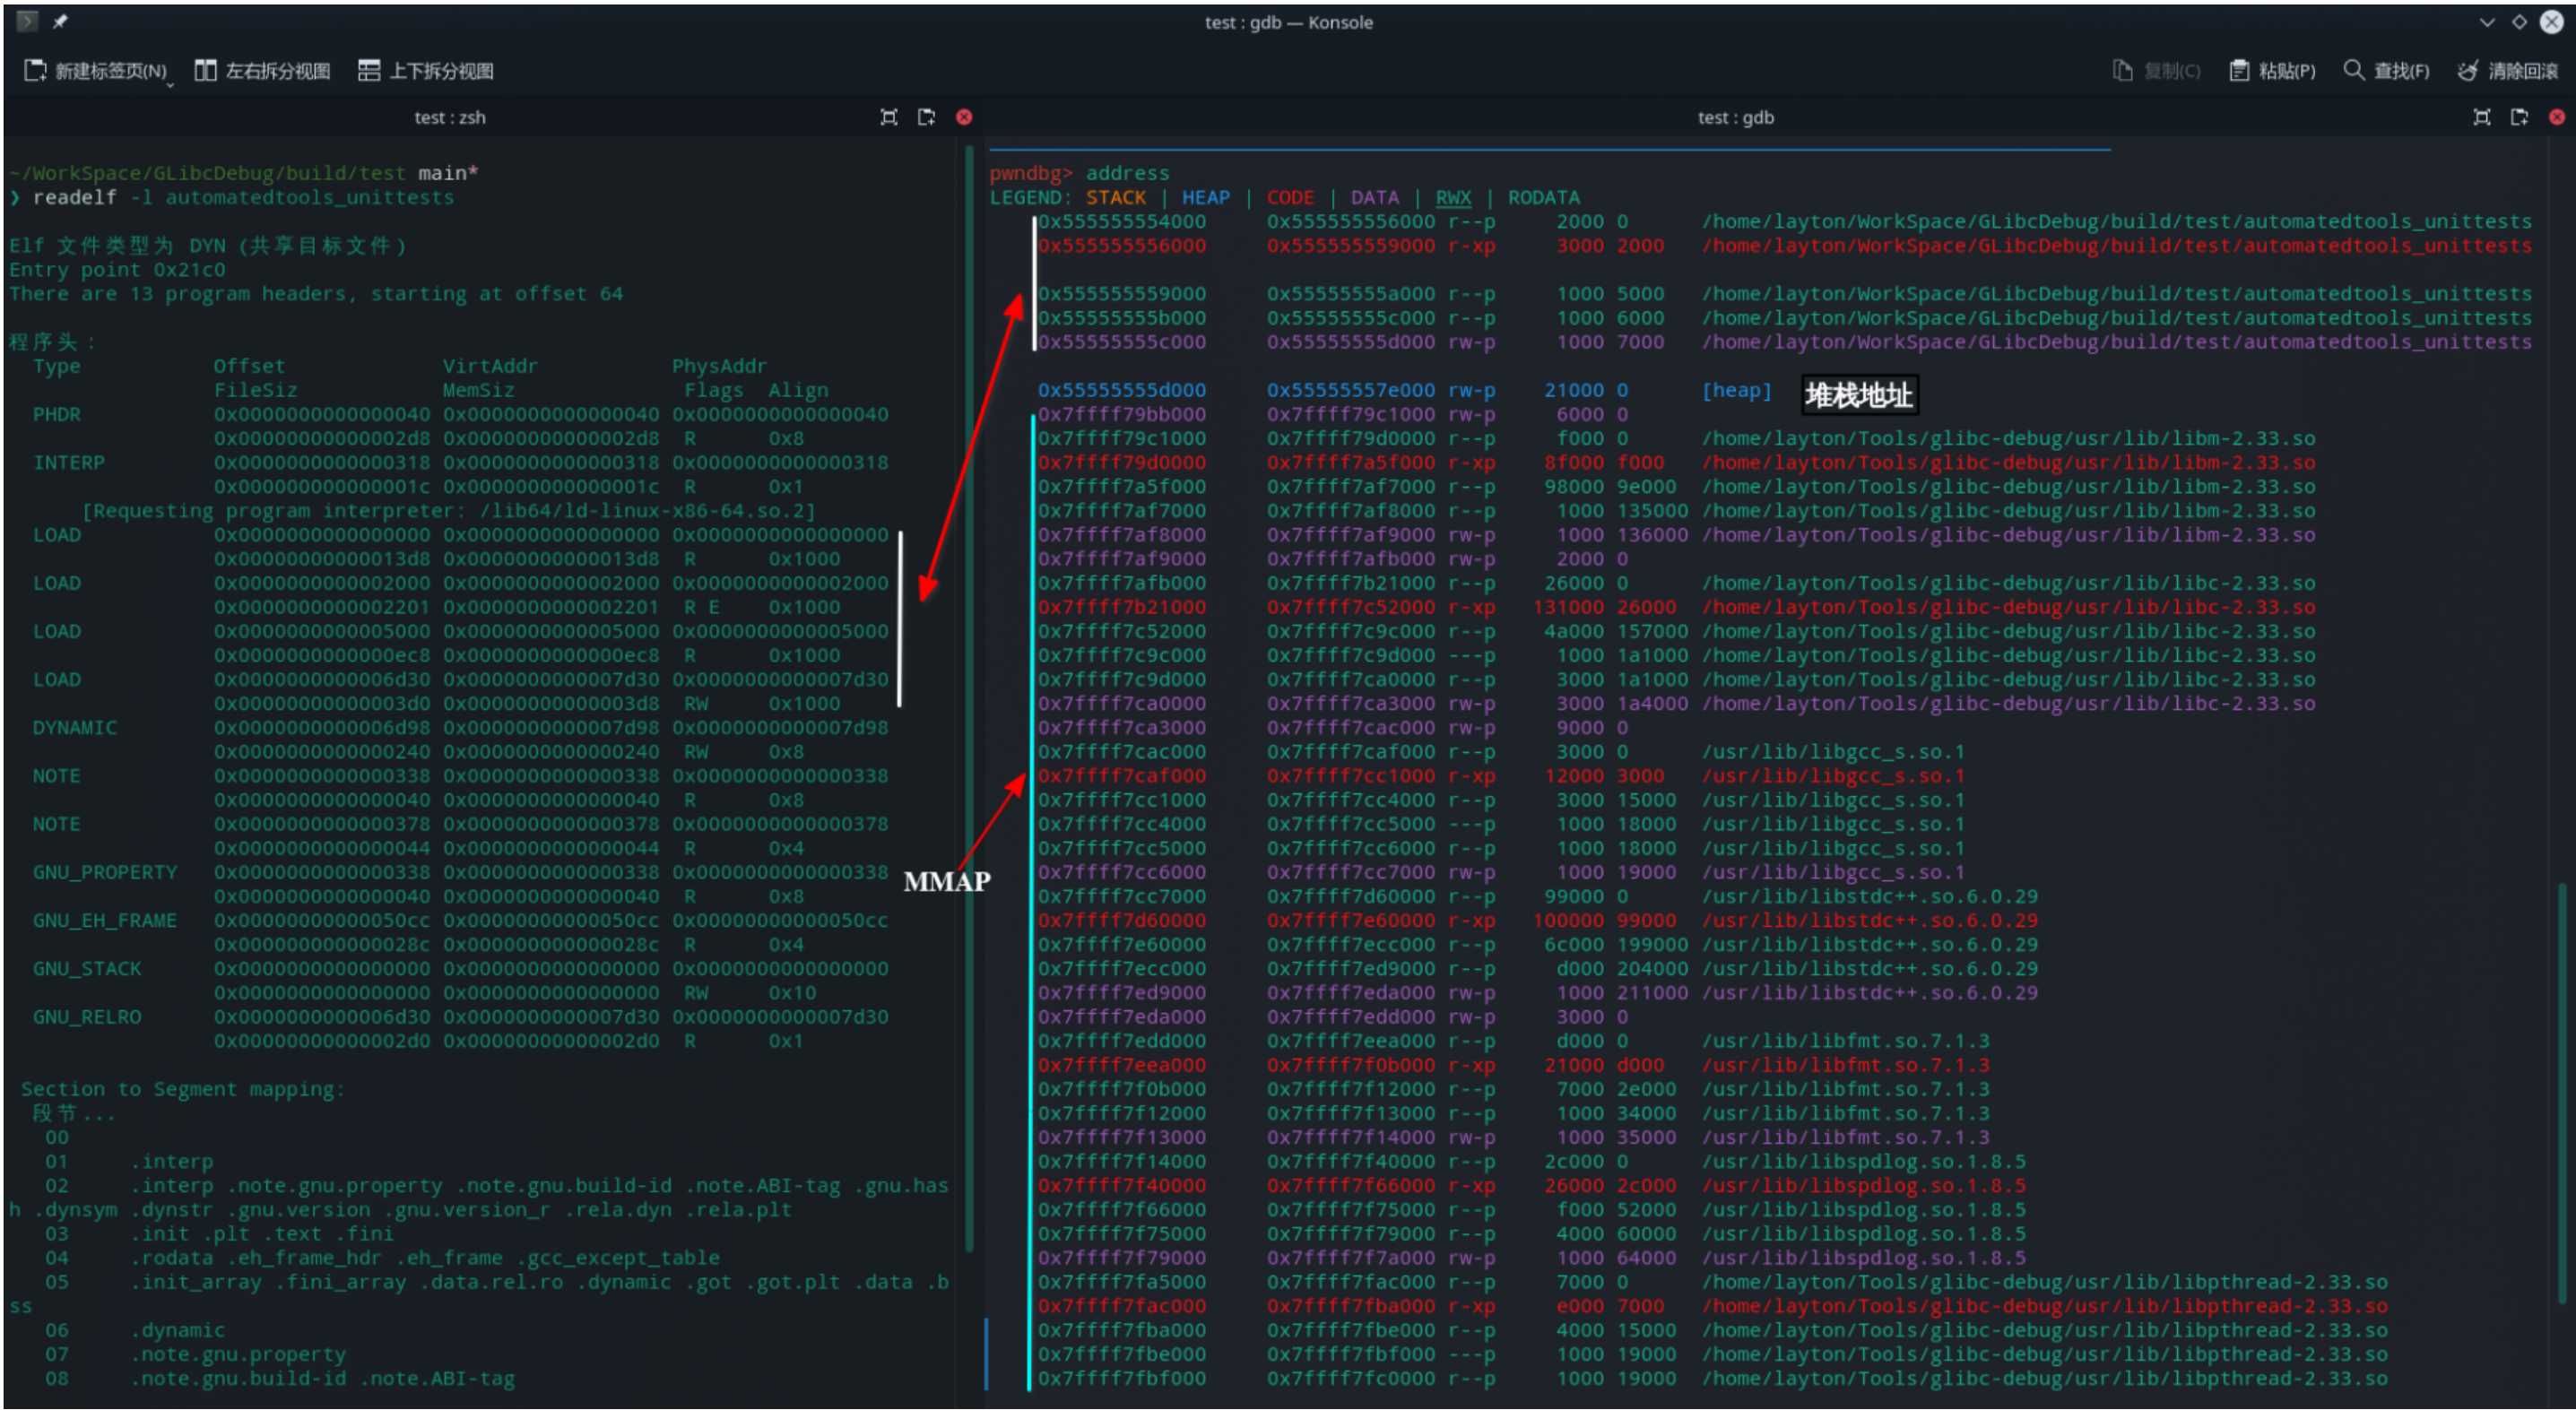 test : gdb — Konsole
新建标签页(N) 左右拆分视图 上下拆分视图 复制(C) 粘贴(P) 查找(F) 清除回滚
test : zsh
~/WorkSpace/GLibcDebug/build/test main*
❯ readelf -l automatedtools_unittests
Elf 文件类型为 DYN (共享目标文件)
Entry point 0x21c0
There are 13 program headers, starting at offset 64
程序头：
Type Offset VirtAddr PhysAddr
FileSiz MemSiz Flags Align
PHDR 0x0000000000000040 0x0000000000000040 0x0000000000000040
0x00000000000002d8 0x00000000000002d8 R 0x8
INTERP 0x0000000000000318 0x0000000000000318 0x0000000000000318
0x000000000000001c 0x000000000000001c R 0x1
[Requesting program interpreter: /lib64/ld-linux-x86-64.so.2]
LOAD 0x0000000000000000 0x0000000000000000 0x0000000000000000
0x00000000000013d8 0x00000000000013d8 R 0x1000
LOAD 0x0000000000002000 0x0000000000002000 0x0000000000002000
0x0000000000002201 0x0000000000002201 R E 0x1000
LOAD 0x0000000000005000 0x0000000000005000 0x0000000000005000
0x0000000000000ec8 0x0000000000000ec8 R 0x1000
LOAD 0x0000000000006d30 0x0000000000007d30 0x0000000000007d30
0x00000000000003d0 0x00000000000003d8 RW 0x1000
DYNAMIC 0x0000000000006d98 0x0000000000007d98 0x0000000000007d98
0x0000000000000240 0x0000000000000240 RW 0x8
NOTE 0x0000000000000338 0x0000000000000338 0x0000000000000338
0x0000000000000040 0x0000000000000040 R 0x8
NOTE 0x0000000000000378 0x0000000000000378 0x0000000000000378
0x0000000000000044 0x0000000000000044 R 0x4
GNU_PROPERTY 0x0000000000000338 0x0000000000000338 0x0000000000000338
0x0000000000000040 0x0000000000000040 R 0x8
GNU_EH_FRAME 0x00000000000050cc 0x00000000000050cc 0x00000000000050cc
0x000000000000028c 0x000000000000028c R 0x4
GNU_STACK 0x0000000000000000 0x0000000000000000 0x0000000000000000
0x0000000000000000 0x0000000000000000 RW 0x10
GNU_RELRO 0x0000000000006d30 0x0000000000007d30 0x0000000000007d30
0x00000000000002d0 0x00000000000002d0 R 0x1
Section to Segment mapping:
段节...
00
01 .interp
02 .interp .note.gnu.property .note.gnu.build-id .note.ABI-tag .gnu.has
h .dynsym .dynstr .gnu.version .gnu.version_r .rela.dyn .rela.plt
03 .init .plt .text .fini
04 .rodata .eh_frame_hdr .eh_frame .gcc_except_table
05 .init_array .fini_array .data.rel.ro .dynamic .got .got.plt .data .b
ss
06 .dynamic
07 .note.gnu.property
08 .note.gnu.build-id .note.ABI-tag
MMAP
test : gdb
pwndbg> address
LEGEND: STACK | HEAP | CODE | DATA | RWX | RODATA
0x555555554000 0x555555556000 r--p 2000 0 /home/layton/WorkSpace/GLibcDebug/build/test/automatedtools_unittests
0x555555556000 0x555555559000 r-xp 3000 2000 /home/layton/WorkSpace/GLibcDebug/build/test/automatedtools_unittests
0x555555559000 0x55555555a000 r--p 1000 5000 /home/layton/WorkSpace/GLibcDebug/build/test/automatedtools_unittests
0x55555555b000 0x55555555c000 r--p 1000 6000 /home/layton/WorkSpace/GLibcDebug/build/test/automatedtools_unittests
0x55555555c000 0x55555555d000 rw-p 1000 7000 /home/layton/WorkSpace/GLibcDebug/build/test/automatedtools_unittests
0x55555555d000 0x55555557e000 rw-p 21000 0 [heap] 堆栈地址
0x7ffff79bb000 0x7ffff79c1000 rw-p 6000 0
0x7ffff79c1000 0x7ffff79d0000 r--p f000 0 /home/layton/Tools/glibc-debug/usr/lib/libm-2.33.so
0x7ffff79d0000 0x7ffff7a5f000 r-xp 8f000 f000 /home/layton/Tools/glibc-debug/usr/lib/libm-2.33.so
0x7ffff7a5f000 0x7ffff7af7000 r--p 98000 9e000 /home/layton/Tools/glibc-debug/usr/lib/libm-2.33.so
0x7ffff7af7000 0x7ffff7af8000 r--p 1000 135000 /home/layton/Tools/glibc-debug/usr/lib/libm-2.33.so
0x7ffff7af8000 0x7ffff7af9000 rw-p 1000 136000 /home/layton/Tools/glibc-debug/usr/lib/libm-2.33.so
0x7ffff7af9000 0x7ffff7afb000 rw-p 2000 0
0x7ffff7afb000 0x7ffff7b21000 r--p 26000 0 /home/layton/Tools/glibc-debug/usr/lib/libc-2.33.so
0x7ffff7b21000 0x7ffff7c52000 r-xp 131000 26000 /home/layton/Tools/glibc-debug/usr/lib/libc-2.33.so
0x7ffff7c52000 0x7ffff7c9c000 r--p 4a000 157000 /home/layton/Tools/glibc-debug/usr/lib/libc-2.33.so
0x7ffff7c9c000 0x7ffff7c9d000 ---p 1000 1a1000 /home/layton/Tools/glibc-debug/usr/lib/libc-2.33.so
0x7ffff7c9d000 0x7ffff7ca0000 r--p 3000 1a1000 /home/layton/Tools/glibc-debug/usr/lib/libc-2.33.so
0x7ffff7ca0000 0x7ffff7ca3000 rw-p 3000 1a4000 /home/layton/Tools/glibc-debug/usr/lib/libc-2.33.so
0x7ffff7ca3000 0x7ffff7cac000 rw-p 9000 0
0x7ffff7cac000 0x7ffff7caf000 r--p 3000 0 /usr/lib/libgcc_s.so.1
0x7ffff7caf000 0x7ffff7cc1000 r-xp 12000 3000 /usr/lib/libgcc_s.so.1
0x7ffff7cc1000 0x7ffff7cc4000 r--p 3000 15000 /usr/lib/libgcc_s.so.1
0x7ffff7cc4000 0x7ffff7cc5000 ---p 1000 18000 /usr/lib/libgcc_s.so.1
0x7ffff7cc5000 0x7ffff7cc6000 r--p 1000 18000 /usr/lib/libgcc_s.so.1
0x7ffff7cc6000 0x7ffff7cc7000 rw-p 1000 19000 /usr/lib/libgcc_s.so.1
0x7ffff7cc7000 0x7ffff7d60000 r--p 99000 0 /usr/lib/libstdc++.so.6.0.29
0x7ffff7d60000 0x7ffff7e60000 r-xp 100000 99000 /usr/lib/libstdc++.so.6.0.29
0x7ffff7e60000 0x7ffff7ecc000 r--p 6c000 199000 /usr/lib/libstdc++.so.6.0.29
0x7ffff7ecc000 0x7ffff7ed9000 r--p d000 204000 /usr/lib/libstdc++.so.6.0.29
0x7ffff7ed9000 0x7ffff7eda000 rw-p 1000 211000 /usr/lib/libstdc++.so.6.0.29
0x7ffff7eda000 0x7ffff7edd000 rw-p 3000 0
0x7ffff7edd000 0x7ffff7eea000 r--p d000 0 /usr/lib/libfmt.so.7.1.3
0x7ffff7eea000 0x7ffff7f0b000 r-xp 21000 d000 /usr/lib/libfmt.so.7.1.3
0x7ffff7f0b000 0x7ffff7f12000 r--p 7000 2e000 /usr/lib/libfmt.so.7.1.3
0x7ffff7f12000 0x7ffff7f13000 r--p 1000 34000 /usr/lib/libfmt.so.7.1.3
0x7ffff7f13000 0x7ffff7f14000 rw-p 1000 35000 /usr/lib/libfmt.so.7.1.3
0x7ffff7f14000 0x7ffff7f40000 r--p 2c000 0 /usr/lib/libspdlog.so.1.8.5
0x7ffff7f40000 0x7ffff7f66000 r-xp 26000 2c000 /usr/lib/libspdlog.so.1.8.5
0x7ffff7f66000 0x7ffff7f75000 r--p f000 52000 /usr/lib/libspdlog.so.1.8.5
0x7ffff7f75000 0x7ffff7f79000 r--p 4000 60000 /usr/lib/libspdlog.so.1.8.5
0x7ffff7f79000 0x7ffff7f7a000 rw-p 1000 64000 /usr/lib/libspdlog.so.1.8.5
0x7ffff7fa5000 0x7ffff7fac000 r--p 7000 0 /home/layton/Tools/glibc-debug/usr/lib/libpthread-2.33.so
0x7ffff7fac000 0x7ffff7fba000 r-xp e000 7000 /home/layton/Tools/glibc-debug/usr/lib/libpthread-2.33.so
0x7ffff7fba000 0x7ffff7fbe000 r--p 4000 15000 /home/layton/Tools/glibc-debug/usr/lib/libpthread-2.33.so
0x7ffff7fbe000 0x7ffff7fbf000 ---p 1000 19000 /home/layton/Tools/glibc-debug/usr/lib/libpthread-2.33.so
0x7ffff7fbf000 0x7ffff7fc0000 r--p 1000 19000 /home/layton/Tools/glibc-debug/usr/lib/libpthread-2.33.so